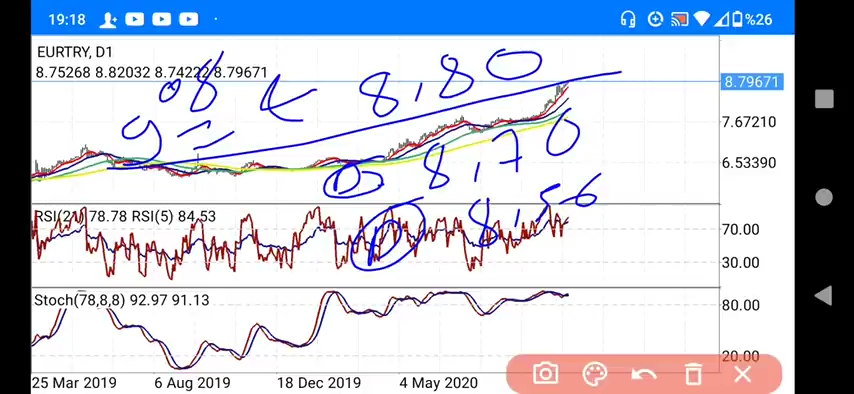 19:18 %26
EURTRY, D1
8.75268 8.82032 8.74222 8.79671
8.79671
7.67210
6.53390
8.80
8,70
8,56
RSI(21) 78.78 RSI(5) 84.53
70.00
30.00
Stoch(78,8,8) 92.97 91.13
80.00
20.00
25 Mar 2019 6 Aug 2019 18 Dec 2019 4 May 2020